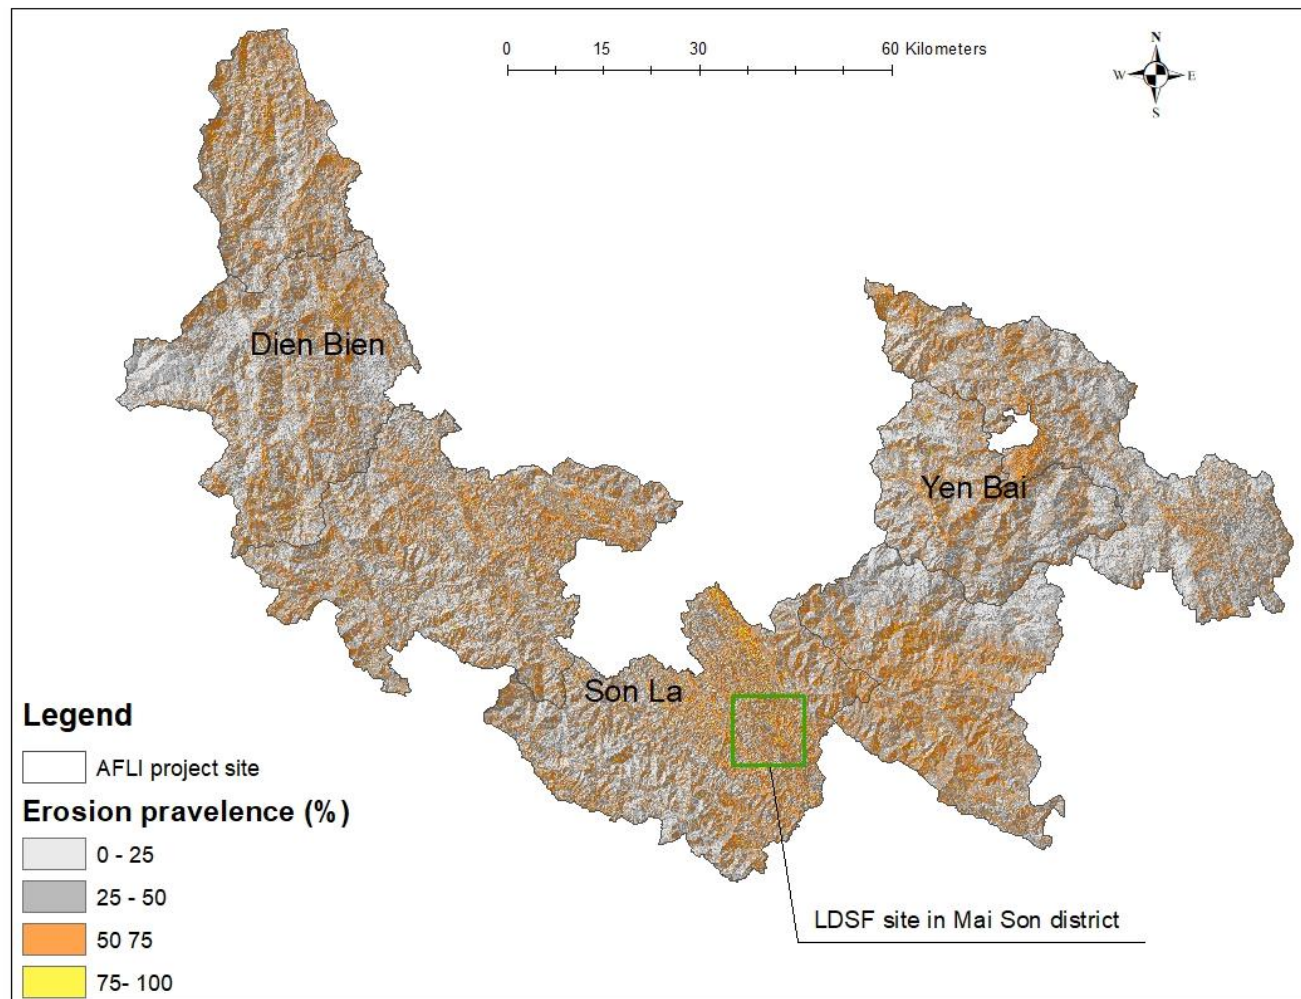 0 15 30 60 Kilometers
N
W E
S
Dien Bien
Yen Bai
Son La
Legend
AFLI project site
Erosion pravelence (%)
0 - 25
25 - 50
50 75
75- 100
LDSF site in Mai Son district